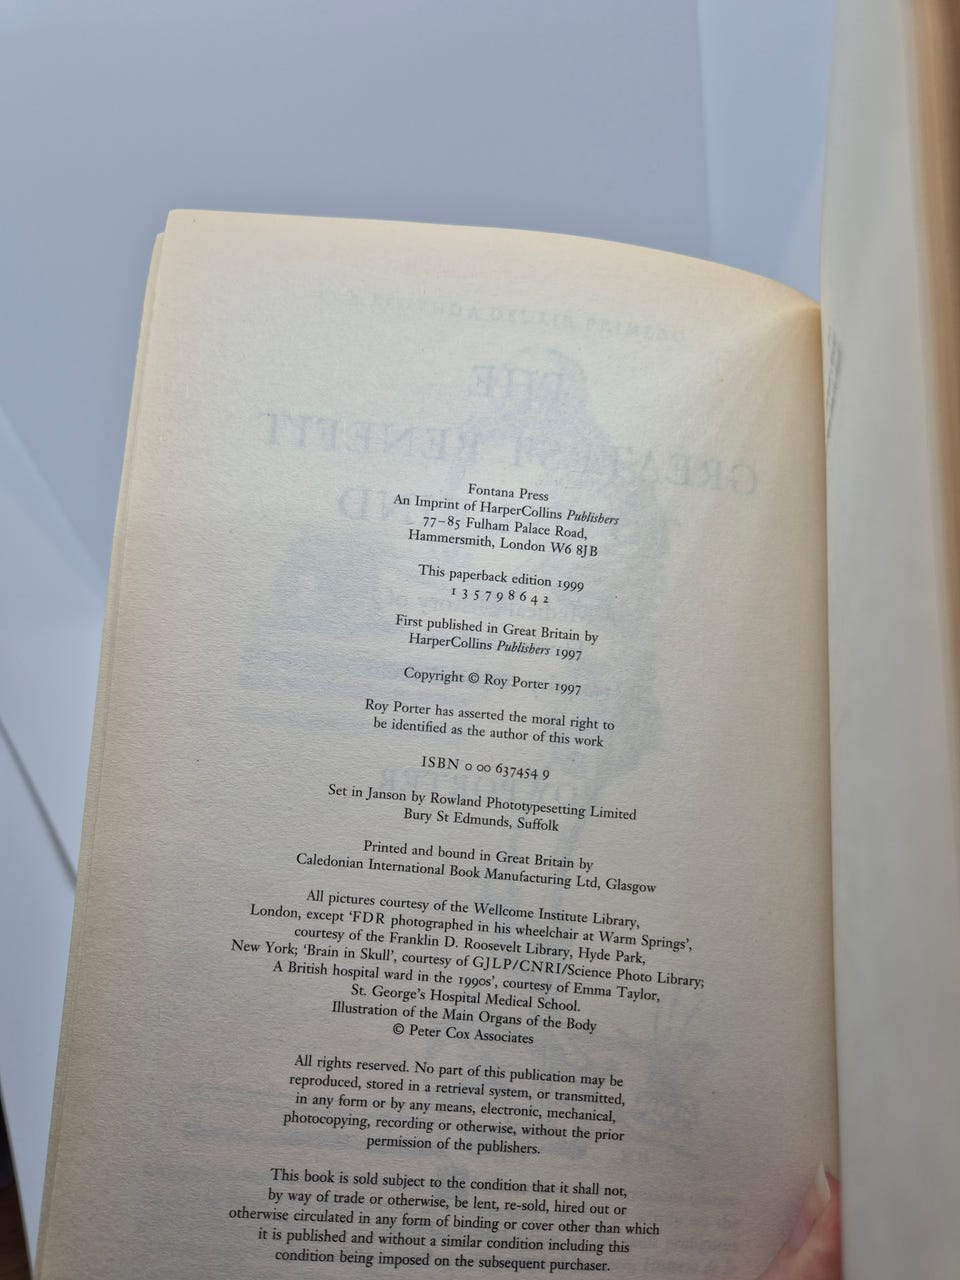 Fontana Press
An Imprint of HarperCollins Publishers
77–85 Fulham Palace Road,
Hammersmith, London W6 8JB
This paperback edition 1999
1 3 5 7 9 8 6 4 2
First published in Great Britain by
HarperCollins Publishers 1997
Copyright © Roy Porter 1997
Roy Porter has asserted the moral right to
be identified as the author of this work
ISBN 0 00 637454 9
Set in Janson by Rowland Phototypesetting Limited
Bury St Edmunds, Suffolk
Printed and bound in Great Britain by
Caledonian International Book Manufacturing Ltd, Glasgow
All pictures courtesy of the Wellcome Institute Library,
London, except ‘FDR photographed in his wheelchair at Warm Springs’,
courtesy of the Franklin D. Roosevelt Library, Hyde Park,
New York; ‘Brain in Skull’, courtesy of GJLP/CNRI/Science Photo Library;
A British hospital ward in the 1990s’, courtesy of Emma Taylor,
St. George’s Hospital Medical School.
Illustration of the Main Organs of the Body
© Peter Cox Associates
All rights reserved. No part of this publication may be
reproduced, stored in a retrieval system, or transmitted,
in any form or by any means, electronic, mechanical,
photocopying, recording or otherwise, without the prior
permission of the publishers.
This book is sold subject to the condition that it shall not,
by way of trade or otherwise, be lent, re-sold, hired out or
otherwise circulated in any form of binding or cover other than which
it is published and without a similar condition including this
condition being imposed on the subsequent purchaser.